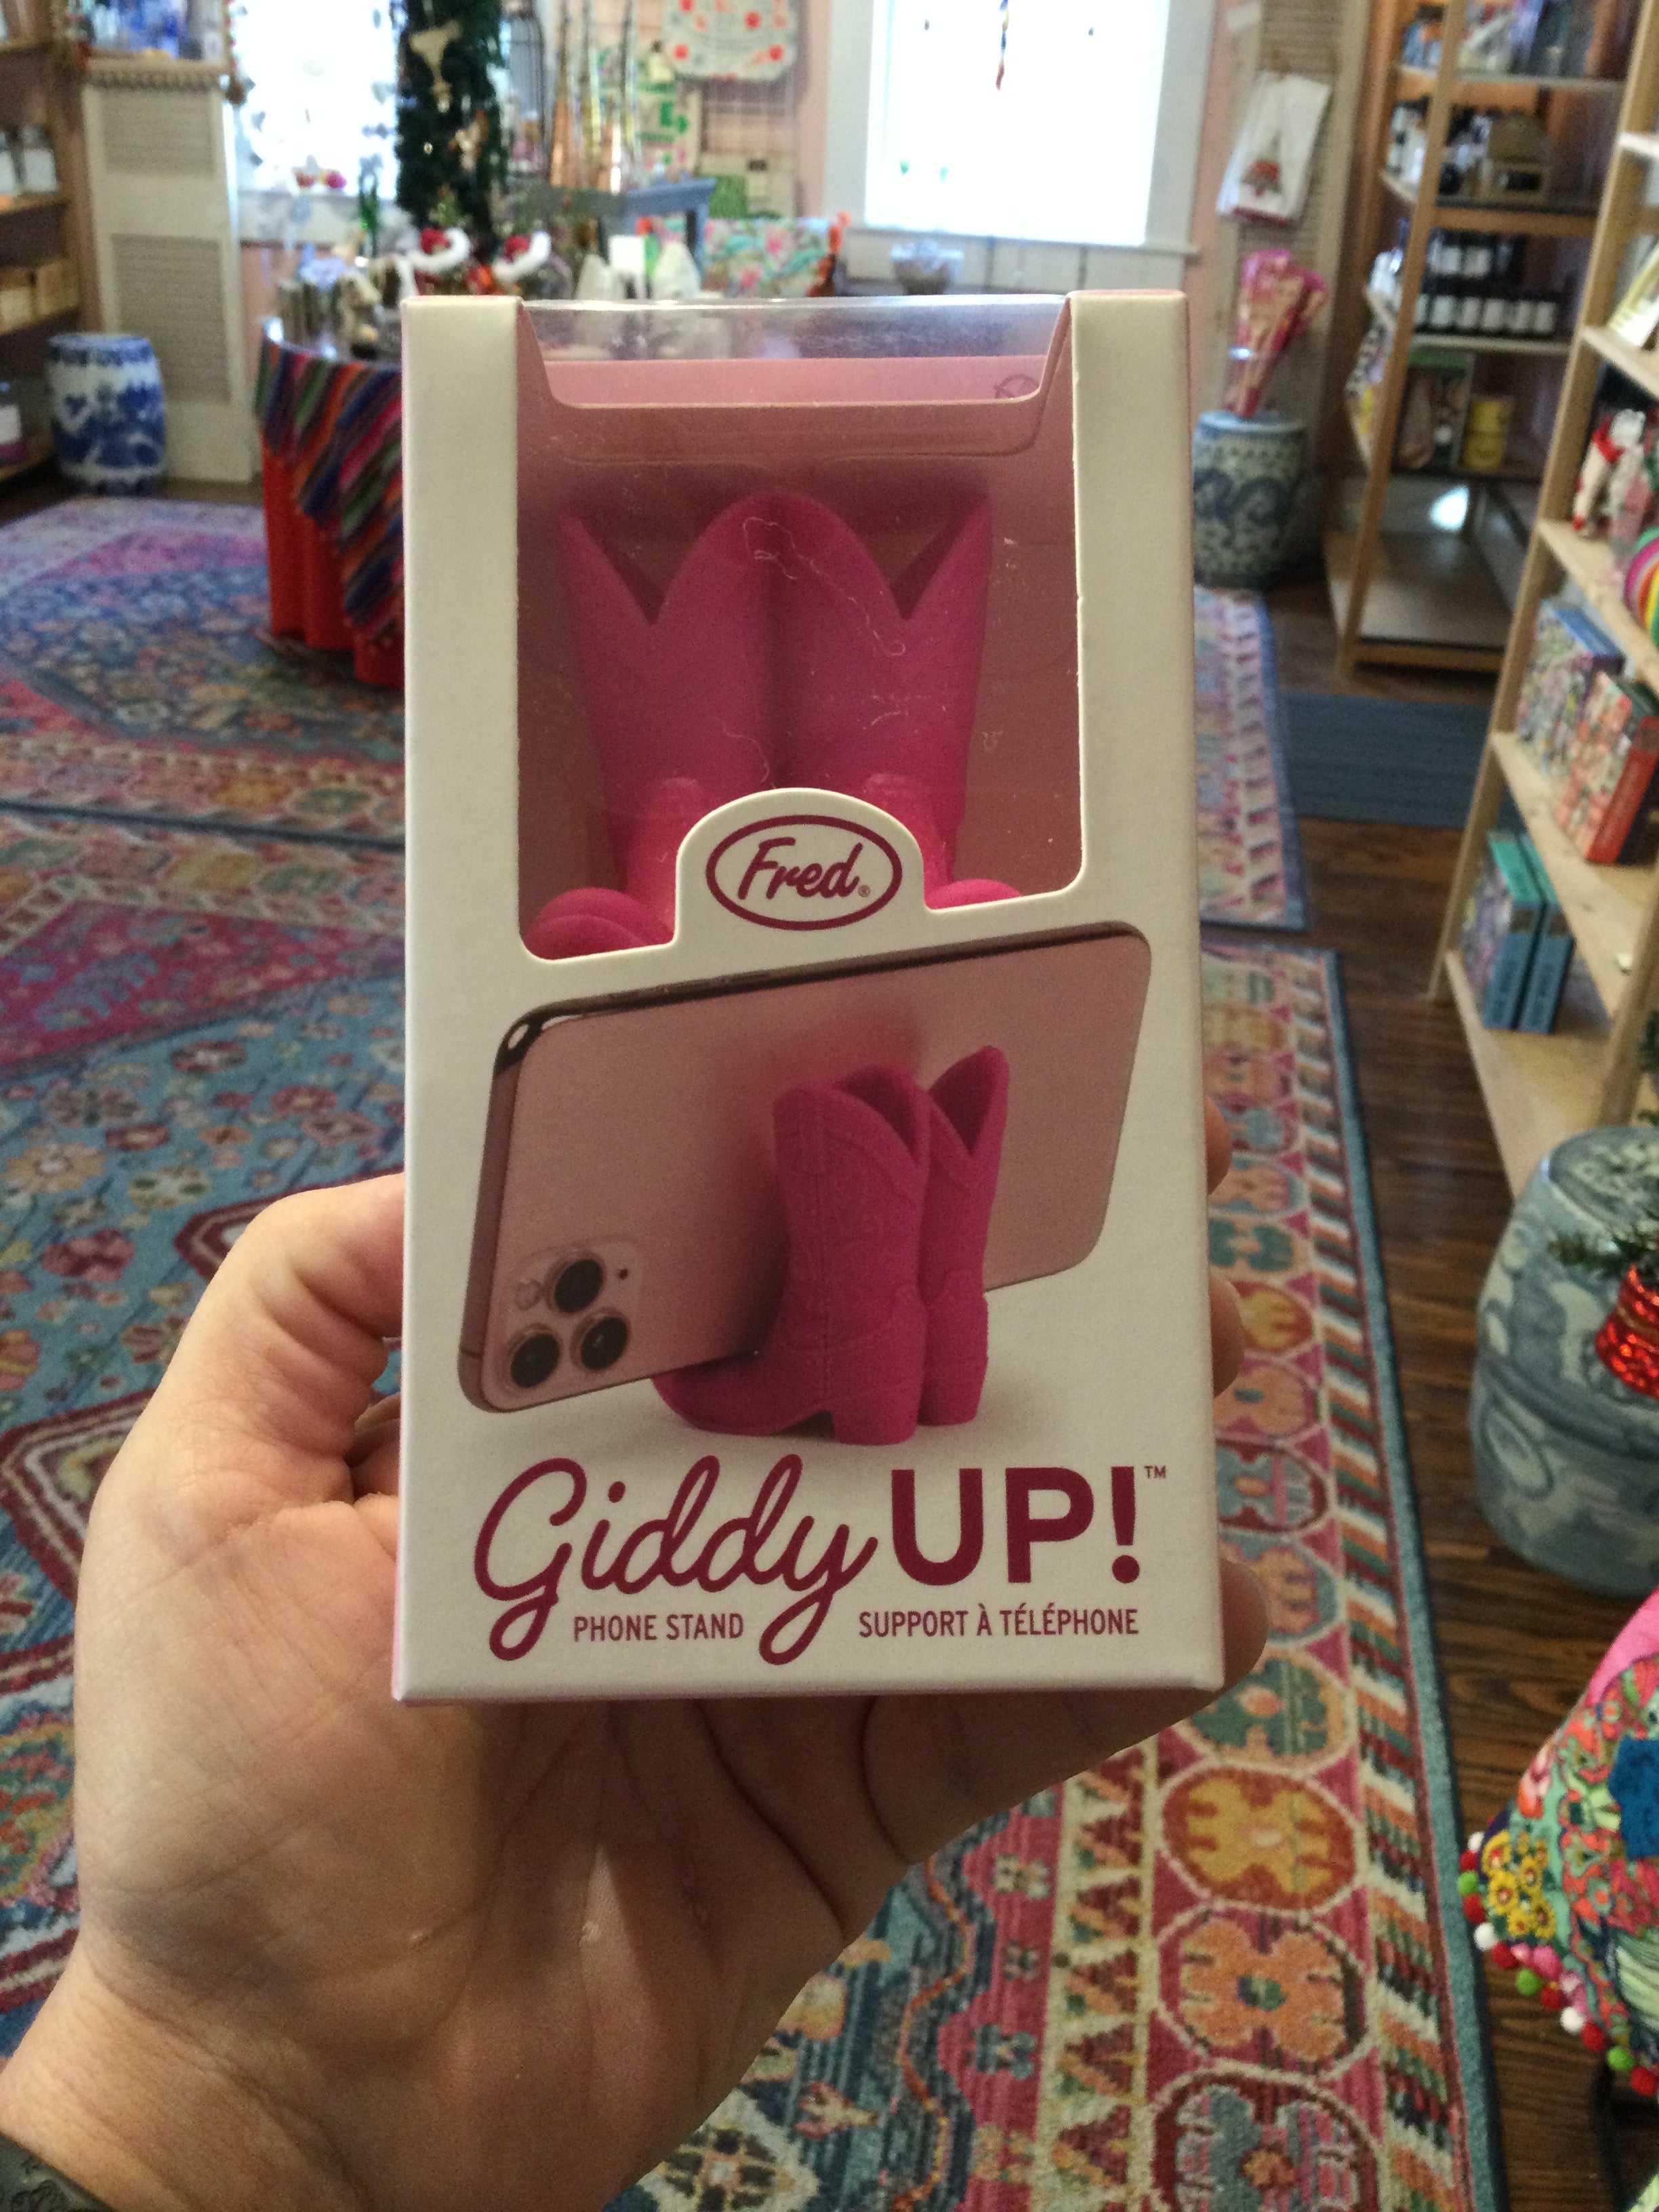 Fred®
Giddy UP!™
PHONE STAND SUPPORT À TÉLÉPHONE